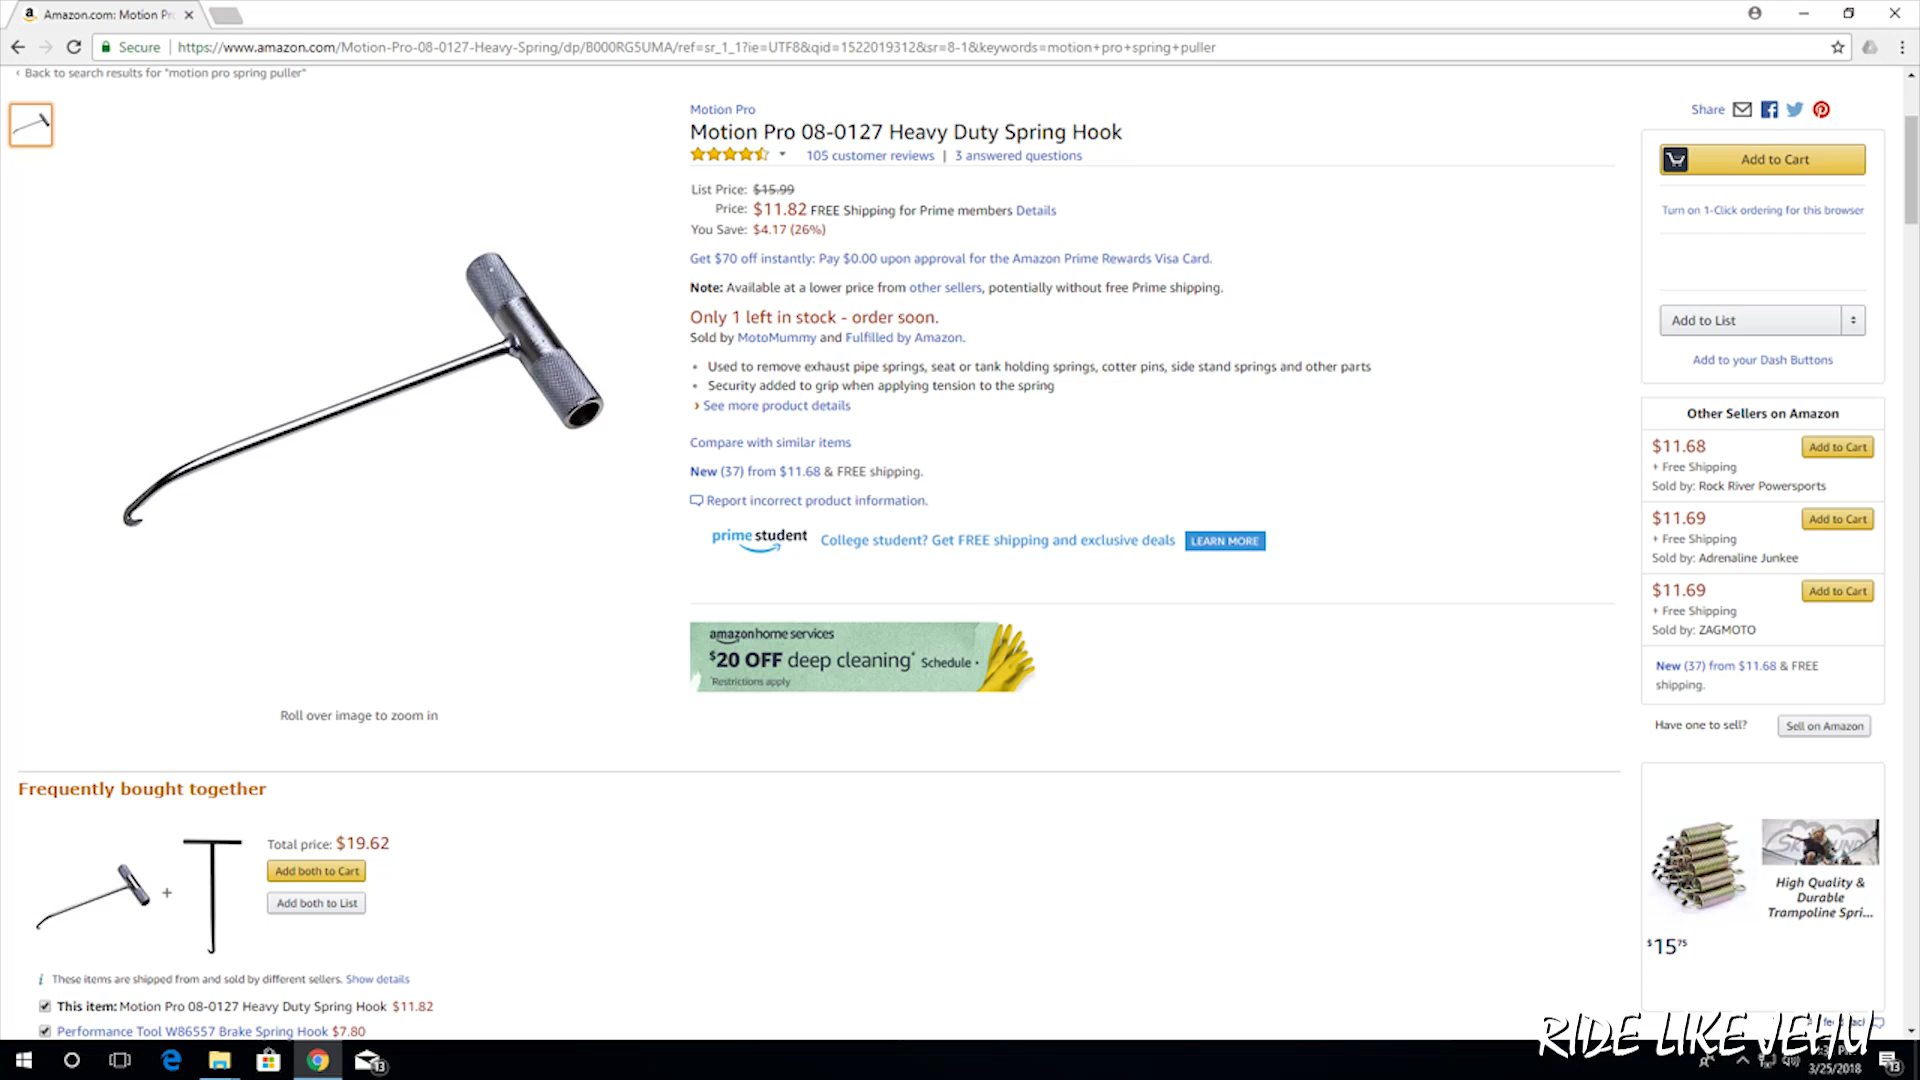 Amazon.com: Motion Pr
Secure
https://www.amazon.com/Motion-Pro-08-0127-Heavy-Spring/dp/B000RG5UMA/ref=sr_1_1?ie=UTF8&qid=1522019312&sr=8-1&keywords=motion+pro+spring+puller
‹ Back to search results for "motion pro spring puller"
Share
Motion Pro
Motion Pro 08-0127 Heavy Duty Spring Hook
105 customer reviews | 3 answered questions
List Price: $15.99
Price: $11.82 FREE Shipping for Prime members Details
You Save: $4.17 (26%)
Get $70 off instantly: Pay $0.00 upon approval for the Amazon Prime Rewards Visa Card.
Note: Available at a lower price from other sellers, potentially without free Prime shipping.
Only 1 left in stock - order soon.
Sold by MotoMummy and Fulfilled by Amazon.
• Used to remove exhaust pipe springs, seat or tank holding springs, cotter pins, side stand springs and other parts
• Security added to grip when applying tension to the spring
› See more product details
Compare with similar items
New (37) from $11.68 & FREE shipping.
Report incorrect product information.
prime student College student? Get FREE shipping and exclusive deals LEARN MORE
amazonhome services
$20 OFF deep cleaning* Schedule ›
*Restrictions apply
Roll over image to zoom in
Add to Cart
Turn on 1-Click ordering for this browser
Add to List
Add to your Dash Buttons
Other Sellers on Amazon
$11.68 Add to Cart
+ Free Shipping
Sold by: Rock River Powersports
$11.69 Add to Cart
+ Free Shipping
Sold by: Adrenaline Junkee
$11.69 Add to Cart
+ Free Shipping
Sold by: ZAGMOTO
New (37) from $11.68 & FREE
shipping.
Have one to sell? Sell on Amazon
High Quality &
Durable
Trampoline Spri...
$15 75
Frequently bought together
+
Total price: $19.62
Add both to Cart
Add both to List
i These items are shipped from and sold by different sellers. Show details
This item: Motion Pro 08-0127 Heavy Duty Spring Hook $11.82
Performance Tool W86557 Brake Spring Hook $7.80
RIDE LIKE JEHU
13
3/25/2018
13